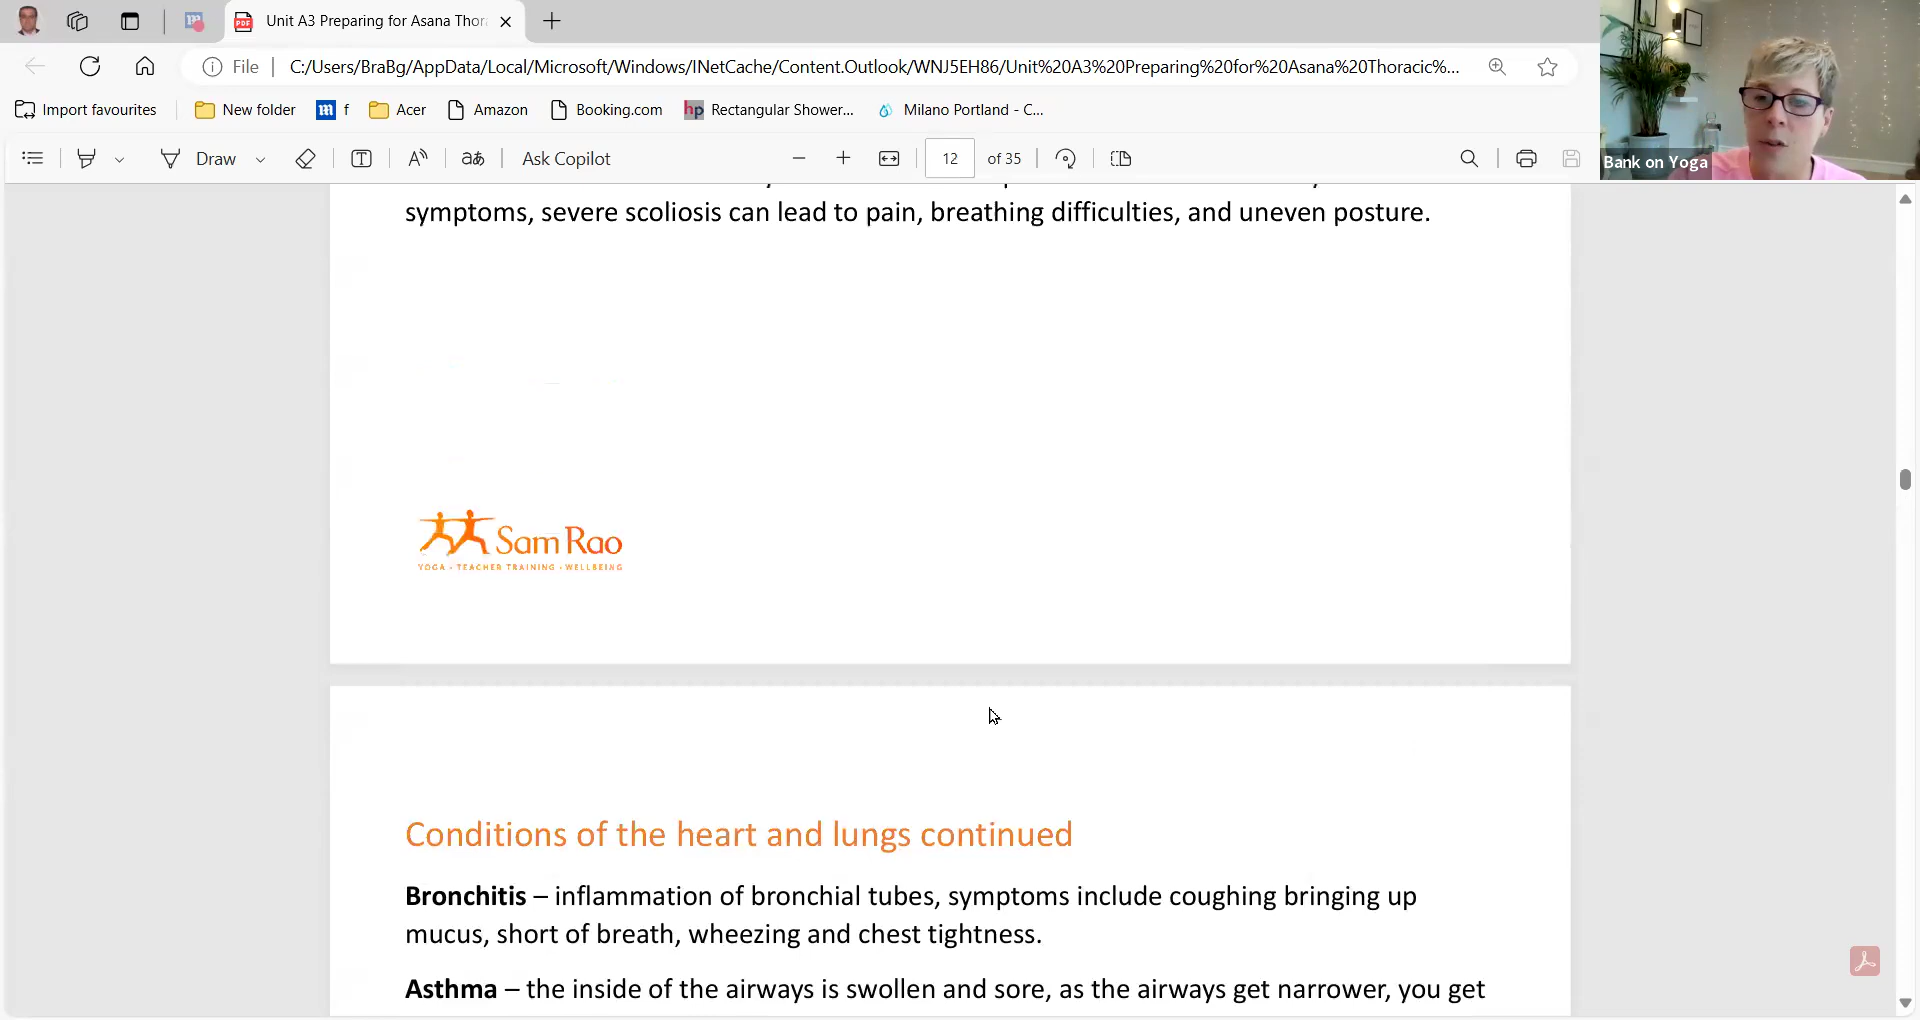 Unit A3 Preparing for Asana Thor
File
C:/Users/BraBg/AppData/Local/Microsoft/Windows/INetCache/Content.Outlook/WNJ5EH86/Unit%20A3%20Preparing%20for%20Asana%20Thoracic%...
Import favourites
New folder
m f
Acer
Amazon
Booking.com
hp Rectangular Shower...
Milano Portland - C...
Draw
Ask Copilot
12 of 35
Bank on Yoga
symptoms, severe scoliosis can lead to pain, breathing difficulties, and uneven posture.
Sam Rao
YOGA • TEACHER TRAINING • WELLBEING
Conditions of the heart and lungs continued
Bronchitis – inflammation of bronchial tubes, symptoms include coughing bringing up
mucus, short of breath, wheezing and chest tightness.
Asthma – the inside of the airways is swollen and sore, as the airways get narrower, you get